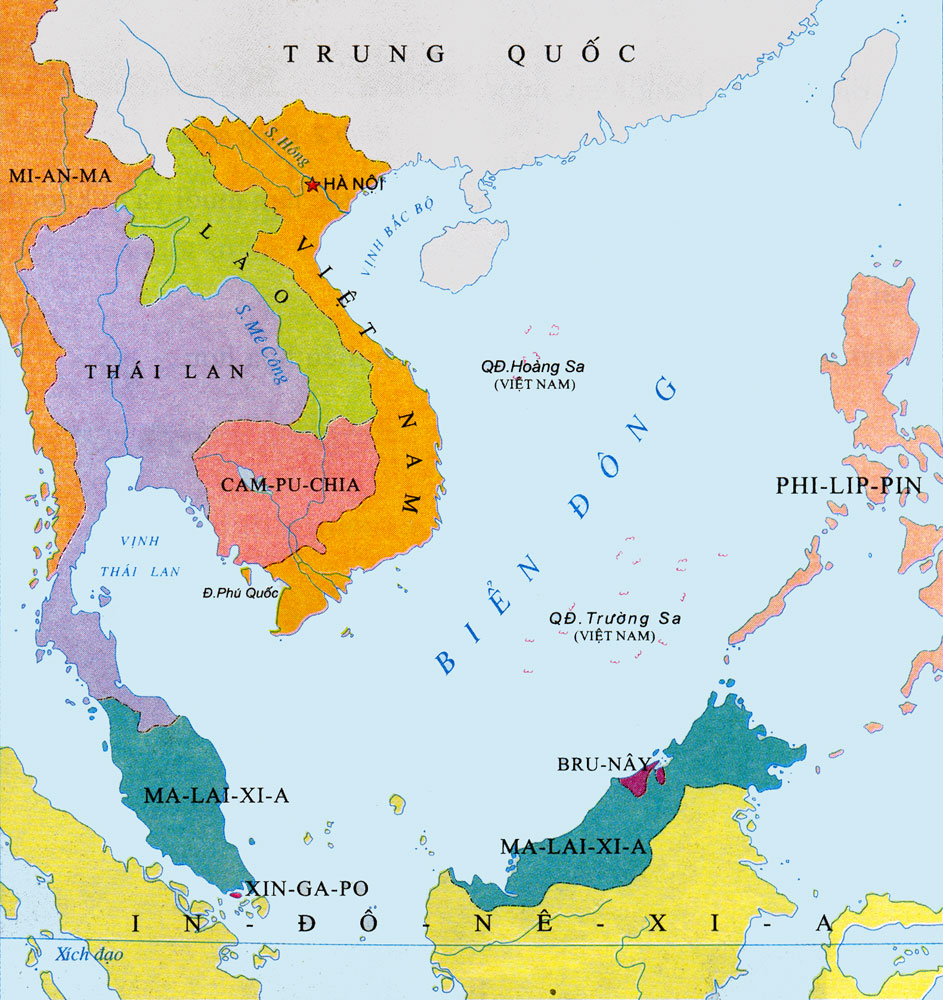 TRUNG QUỐC
S. Hồng
MI-AN-MA
HÀ NỘI
VỊNH BẮC BỘ
LÀO
VIỆT NAM
S. Mê Công
THÁI LAN
QĐ.Hoàng Sa
(VIỆT NAM)
BIỂN ĐÔNG
CAM-PU-CHIA
PHI-LIP-PIN
VỊNH
THÁI LAN
Đ.Phú Quốc
QĐ.Trường Sa
(VIỆT NAM)
BRU-NÂY
MA-LAI-XI-A
MA-LAI-XI-A
XIN-GA-PO
IN-ĐÔ-NÊ-XI-A
Xích đạo